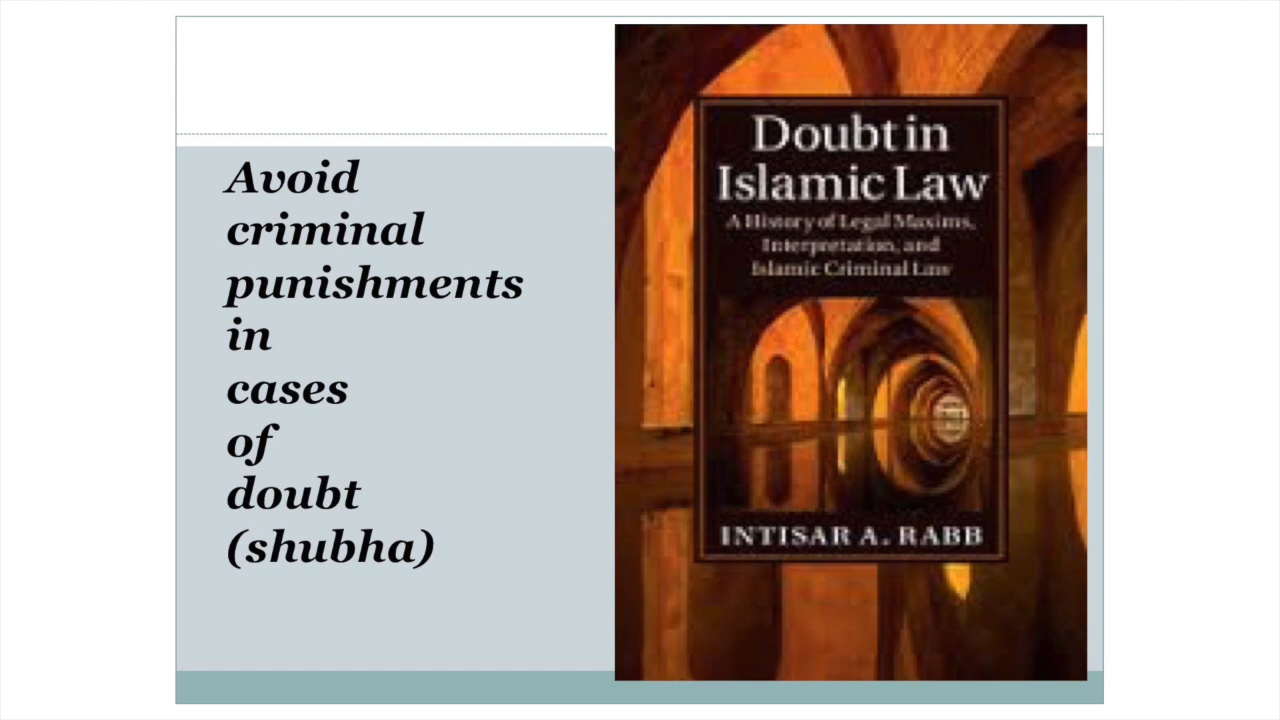 Avoid
criminal
punishments
in
cases
of
doubt
(shubha)
Doubt in
Islamic Law
A History of Legal Maxims,
Interpretation, and
Islamic Criminal Law
INTISAR A. RABB